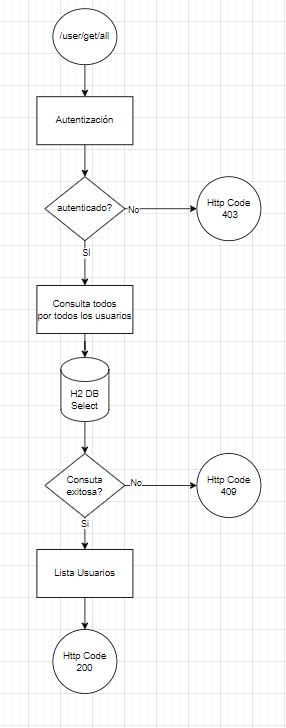 /user/get/all
Autentización
autenticado?
No
Http Code
403
SI
Consulta todos
por todos los usuarios
H2 DB
Select
Consuta
exitosa?
No
Http Code
409
Si
Lista Usuarios
Http Code
200